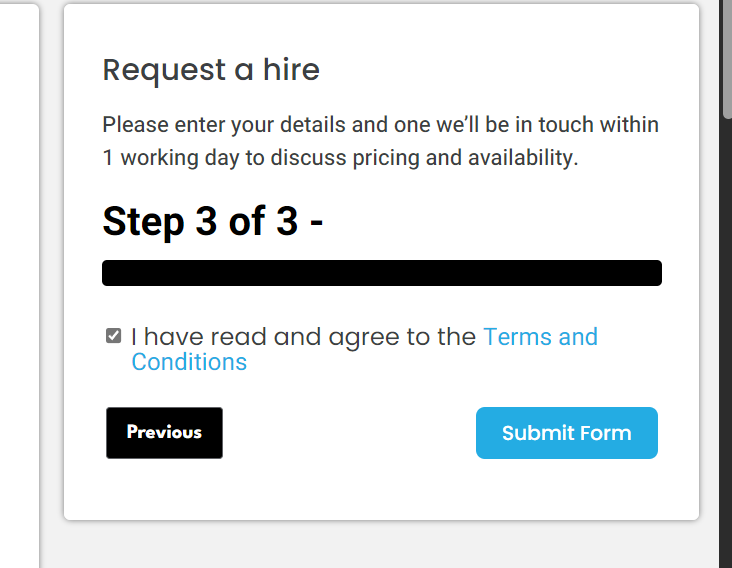 Request a hire
Please enter your details and one we’ll be in touch within
1 working day to discuss pricing and availability.
Step 3 of 3 -
I have read and agree to the Terms and
Conditions
Previous
Submit Form